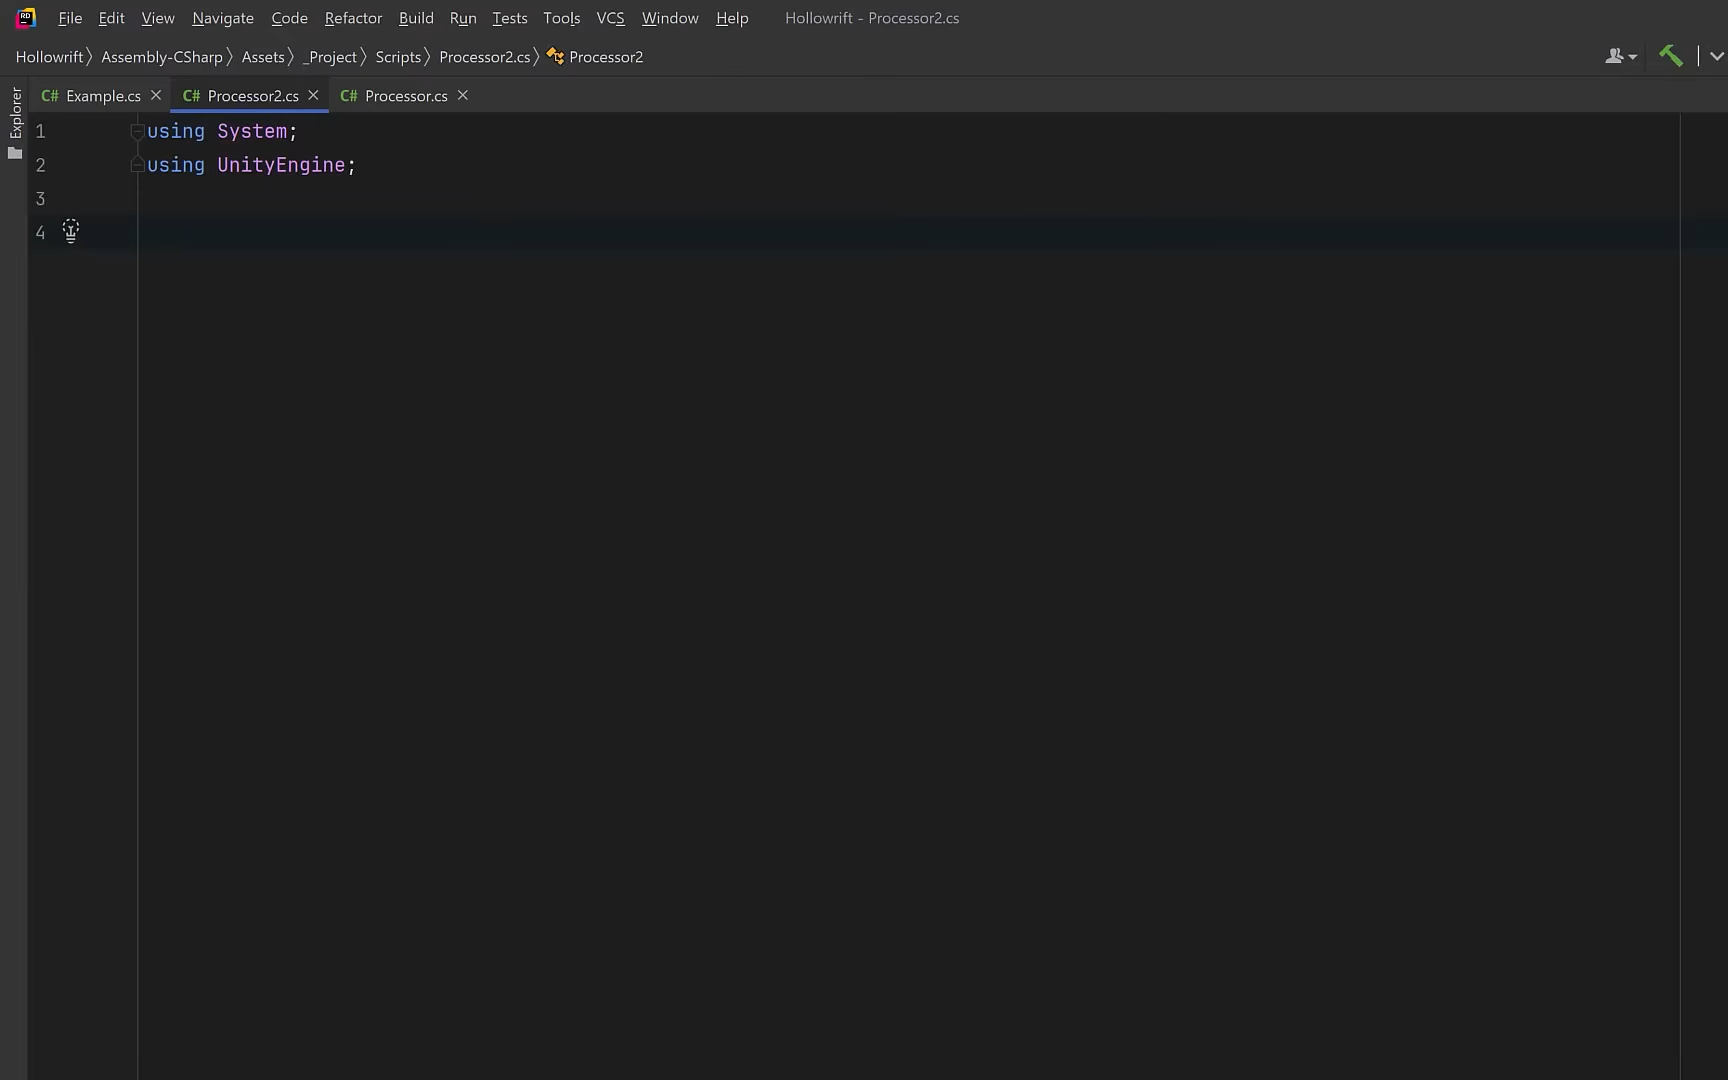 RD File Edit View Navigate Code Refactor Build Run Tests Tools VCS Window Help Hollowrift - Processor2.cs
Hollowrift Assembly-CSharp Assets _Project Scripts Processor2.cs Processor2
C# Example.cs C# Processor2.cs C# Processor.cs
Explorer
1 using System;
2 using UnityEngine;
3
4